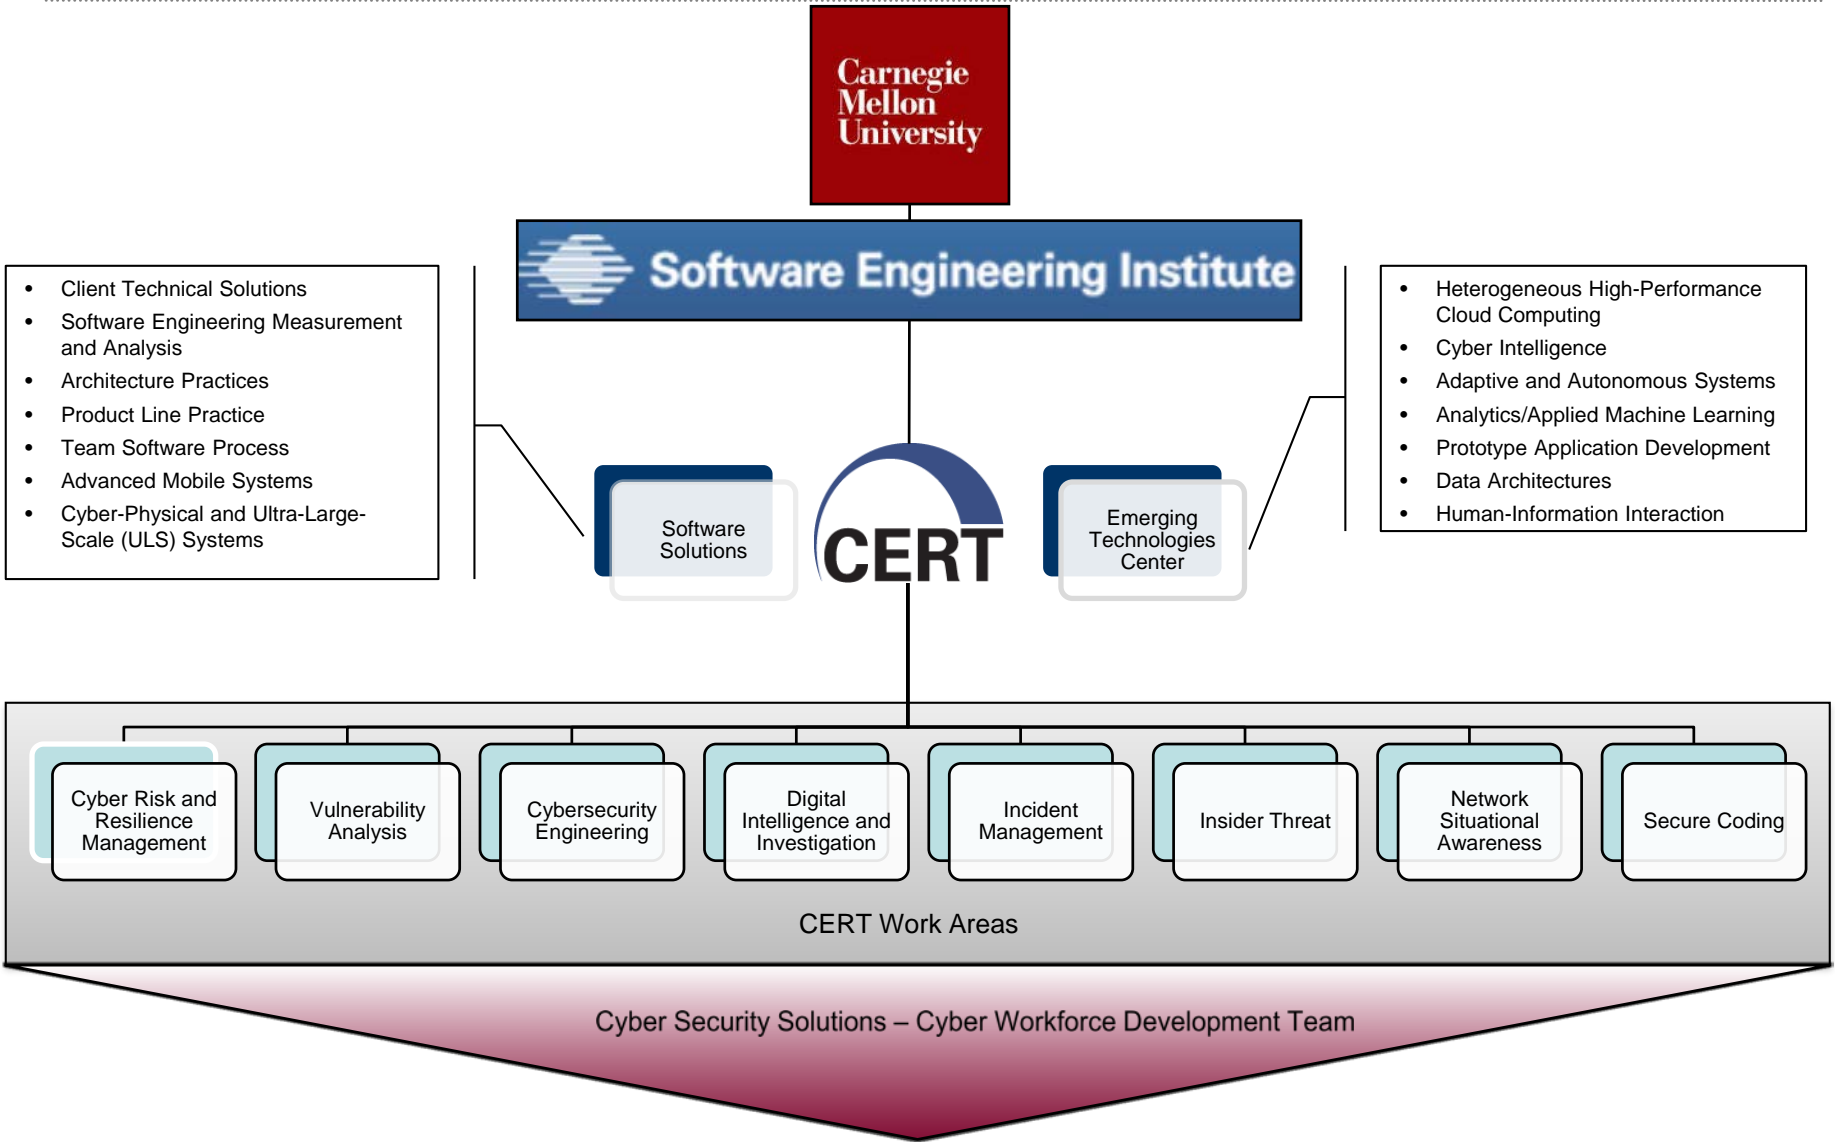 Carnegie
Mellon
University
Software Engineering Institute
• Client Technical Solutions
• Software Engineering Measurement
and Analysis
• Architecture Practices
• Product Line Practice
• Team Software Process
• Advanced Mobile Systems
• Cyber-Physical and Ultra-Large-
Scale (ULS) Systems
• Heterogeneous High-Performance
Cloud Computing
• Cyber Intelligence
• Adaptive and Autonomous Systems
• Analytics/Applied Machine Learning
• Prototype Application Development
• Data Architectures
• Human-Information Interaction
Software
Solutions
CERT
Emerging
Technologies
Center
Cyber Risk and
Resilience
Management
Vulnerability
Analysis
Cybersecurity
Engineering
Digital
Intelligence and
Investigation
Incident
Management
Insider Threat
Network
Situational
Awareness
Secure Coding
CERT Work Areas
Cyber Security Solutions – Cyber Workforce Development Team